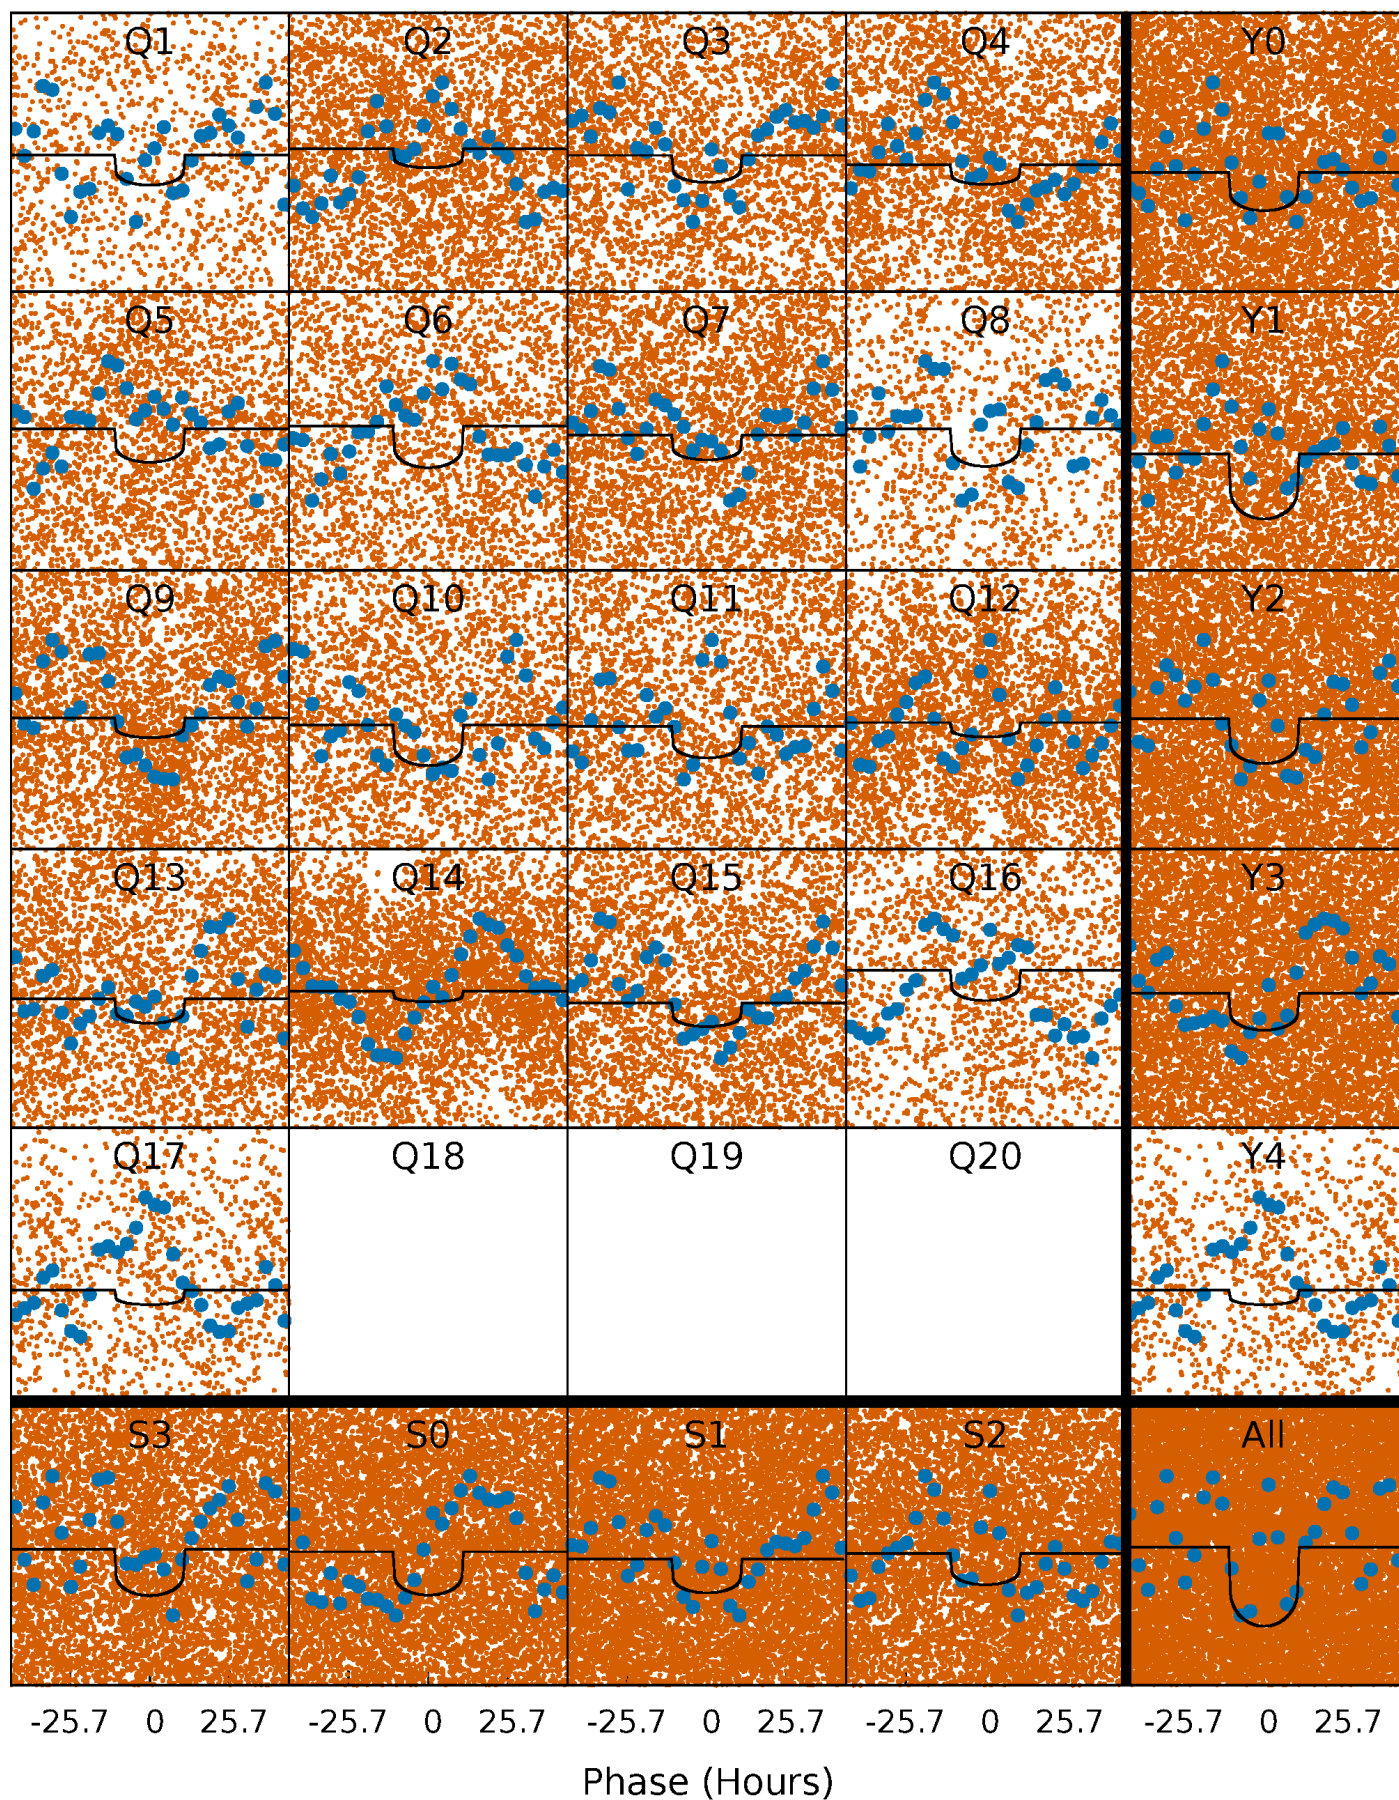 Q1 Q2 Q3 Q4 Y0
Q5 Q6 Q7 Q8 Y1
Q9 Q10 Q11 Q12 Y2
Q13 Q14 Q15 Q16 Y3
Q17 Q18 Q19 Q20 Y4
S3 S0 S1 S2 All
-25.7 0 25.7 -25.7 0 25.7 -25.7 0 25.7 -25.7 0 25.7 -25.7 0 25.7
Phase (Hours)